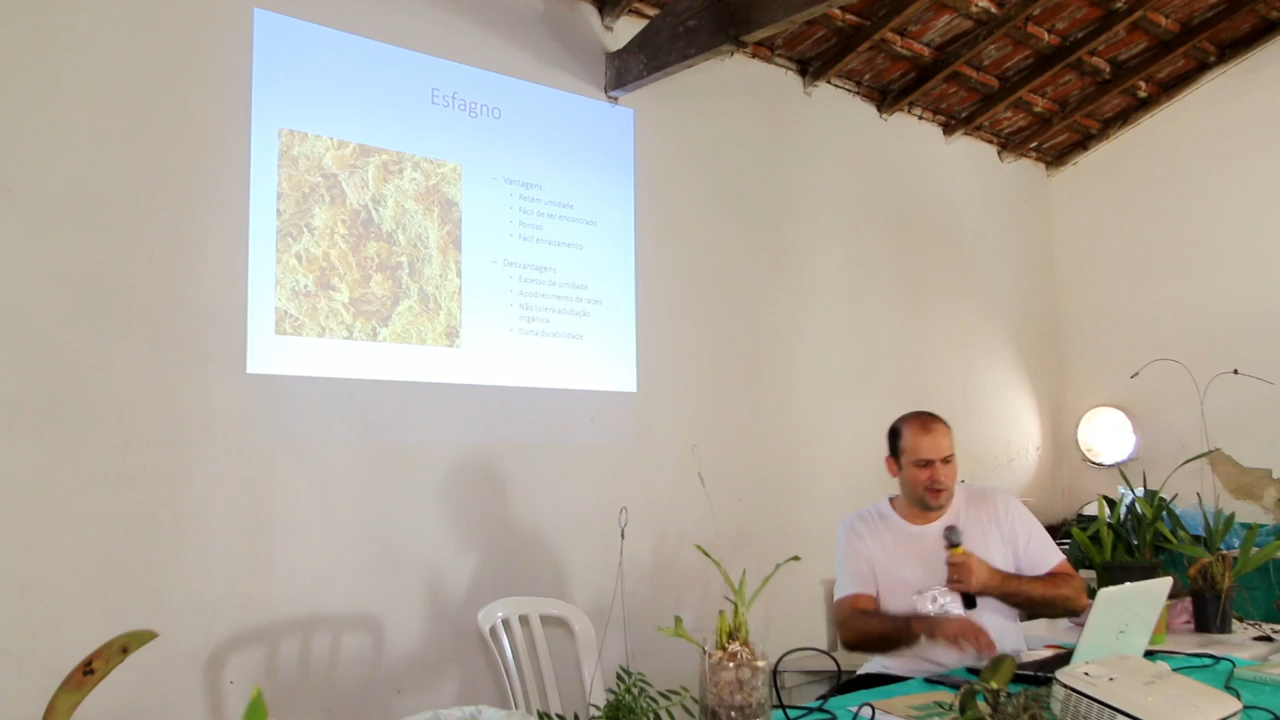 Esfagno
– Vantagens:
• Retém umidade
• Fácil de ser encontrado
• Poroso
• Fácil enraizamento
– Desvantagens
• Excesso de umidade
• Apodrecimento de raízes
• Não tolera adubação
orgânica
• Curta durabilidade